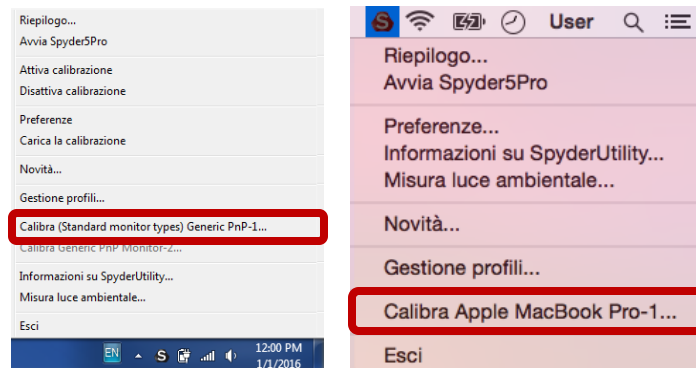 Riepilogo...
Avvia Spyder5Pro
Attiva calibrazione
Disattiva calibrazione
Preferenze
Carica la calibrazione
Novità...
Gestione profili...
Calibra (Standard monitor types) Generic PnP-1...
Calibra Generic PnP Monitor-2...
Informazioni su SpyderUtility...
Misura luce ambientale...
Esci
EN S 12:00 PM
1/1/2016
S User
Riepilogo...
Avvia Spyder5Pro
Preferenze...
Informazioni su SpyderUtility...
Misura luce ambientale...
Novità...
Gestione profili...
Calibra Apple MacBook Pro-1...
Esci